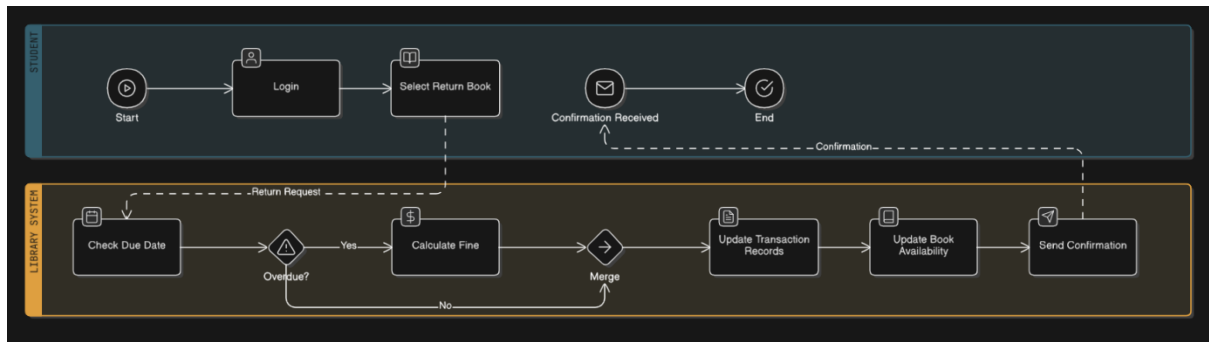 STUDENT
Login
Select Return Book
Start
Confirmation Received
End
Confirmation
Return Request
LIBRARY SYSTEM
Check Due Date
Yes
Calculate Fine
Update Transaction
Records
Update Book
Availability
Send Confirmation
Overdue?
Merge
No